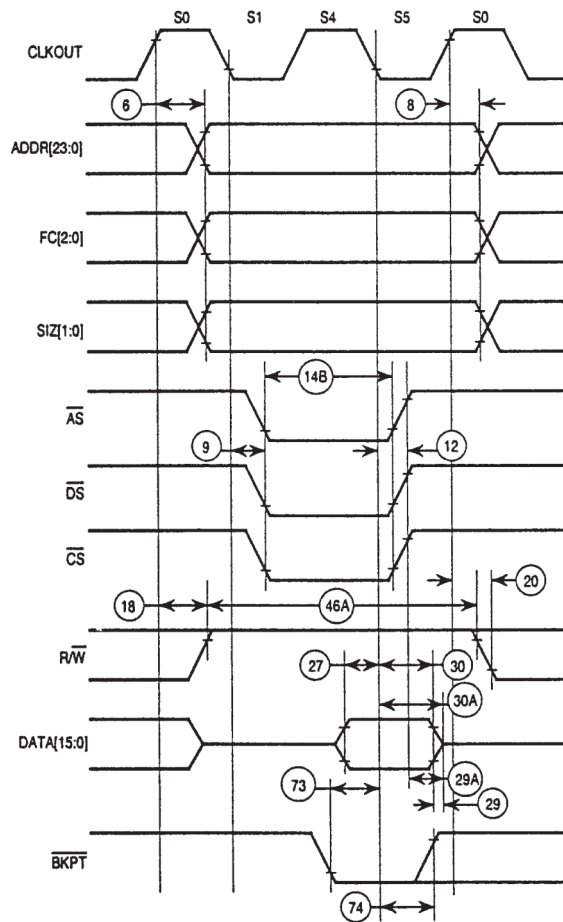 S0 S1 S4 S5 S0
CLKOUT
6 8
ADDR[23:0]
FC[2:0]
SIZ[1:0]
14B
AS
9 12
DS
CS
20
18 46A
R/W
27 30
30A
DATA[15:0]
29A
73
29
BKPT
74